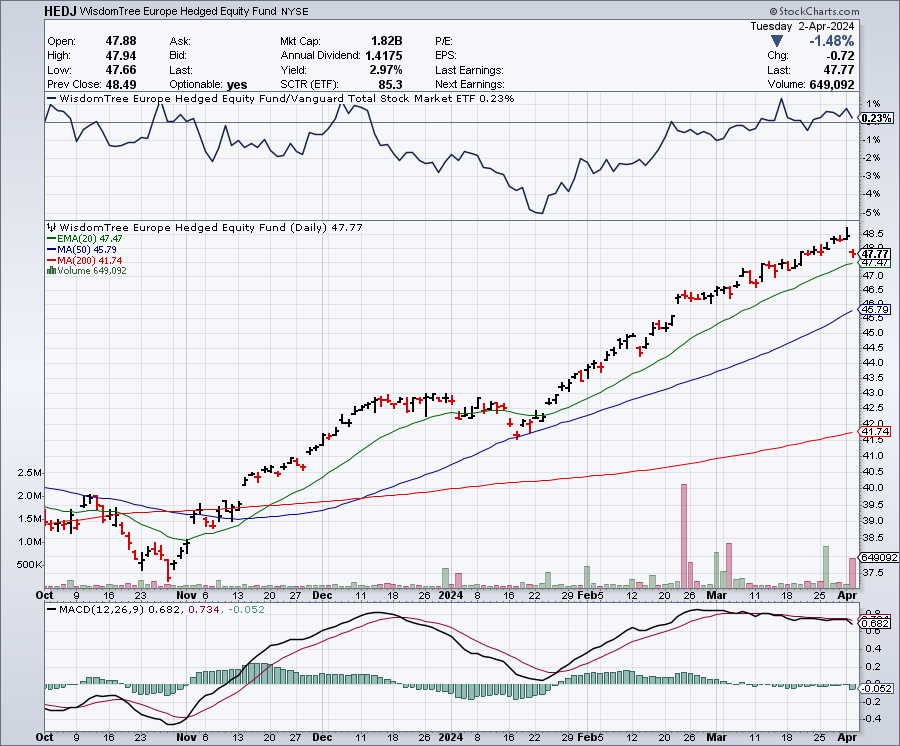 HEDJ WisdomTree Europe Hedged Equity Fund NYSE
© StockCharts.com
Tuesday 2-Apr-2024
Open: 47.88 Ask: Mkt Cap: 1.82B P/E: ▼ -1.48%
High: 47.94 Bid: Annual Dividend: 1.4175 EPS: Chg: -0.72
Low: 47.66 Last: Yield: 2.97% Last Earnings: Last: 47.77
Prev Close: 48.49 Optionable: yes SCTR (ETF): 85.3 Next Earnings: Volume: 649,092
WisdomTree Europe Hedged Equity Fund/Vanguard Total Stock Market ETF 0.23%
1%
0.23%
-1%
-2%
-3%
-4%
-5%
WisdomTree Europe Hedged Equity Fund (Daily) 47.77
EMA(20) 47.47
MA(50) 45.79
MA(200) 41.74
Volume 649,092
48.5
48.0
47.77
47.47
47.0
46.5
46.0
45.79
45.5
45.0
44.5
44.0
43.5
43.0
42.5
42.0
41.74
41.5
41.0
2.5M 40.5
40.0
2.0M
39.5
1.5M
39.0
1.0M
38.5
649092
500K
37.5
Oct 9 16 23 Nov 6 13 20 27 Dec 11 18 26 2024 8 16 22 29 Feb 5 12 20 26 Mar 11 18 25 Apr
MACD(12,26,9) 0.682, 0.734, -0.052
0.8
0.682
0.6
0.4
0.2
-0.052
-0.2
-0.4
Oct 9 16 23 Nov 6 13 20 27 Dec 11 18 26 2024 8 16 22 29 Feb 5 12 20 26 Mar 11 18 25 Apr